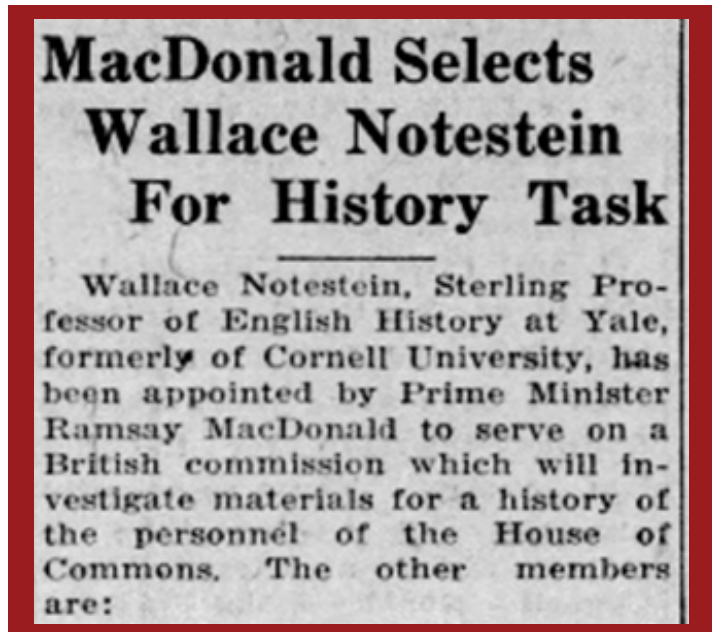 MacDonald Selects
Wallace Notestein
For History Task
Wallace Notestein, Sterling Pro-
fessor of English History at Yale,
formerly of Cornell University, has
been appointed by Prime Minister
Ramsay MacDonald to serve on a
British commission which will in-
vestigate materials for a history of
the personnel of the House of
Commons. The other members
are: